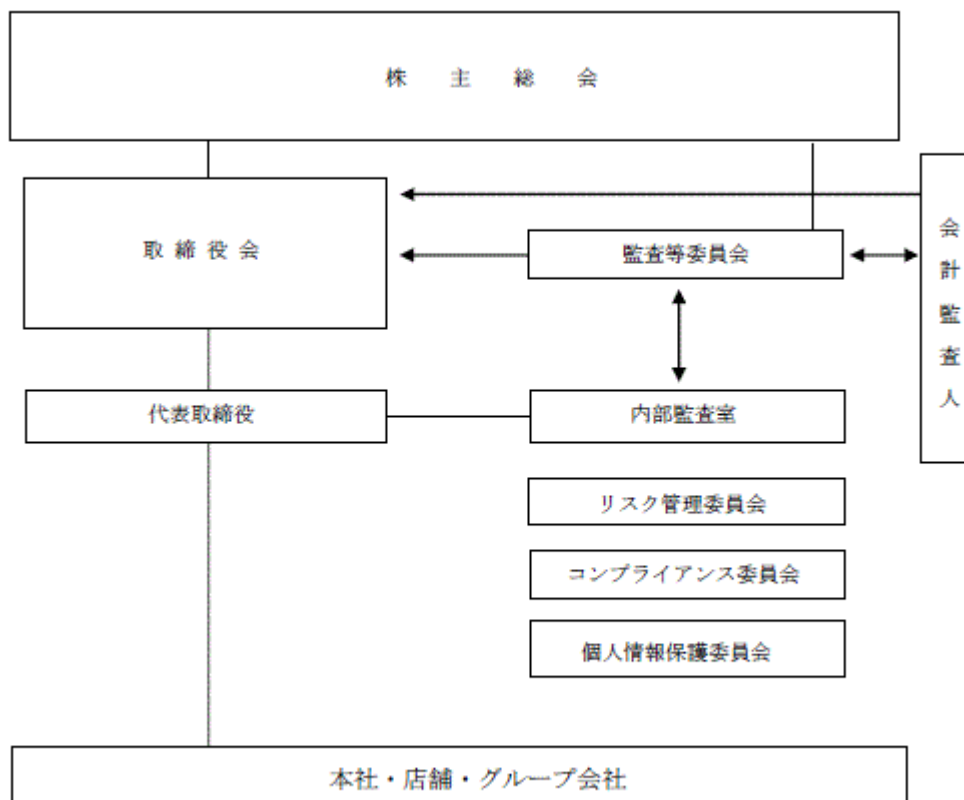 株主総会
取締役会
監査等委員会
会計監査人
代表取締役
内部監査室
リスク管理委員会
コンプライアンス委員会
個人情報保護委員会
本社・店舗・グループ会社